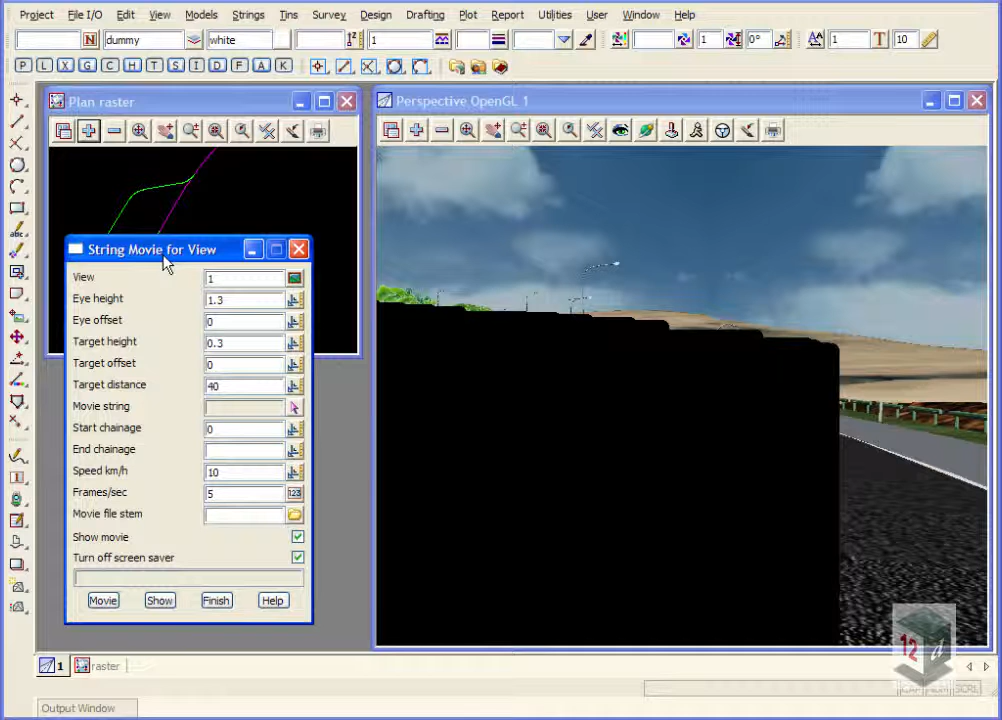 Project File I/O Edit View Models Strings Tins Survey Design Drafting Plot Report Utilities User Window Help
N dummy white 1 1 0° 1 T 10
P L X G C H T S I D F A K
Plan raster
Perspective OpenGL 1
abc
String Movie for View
View 1
Eye height 1.3
Eye offset 0
Target height 0.3
Target offset 0
Target distance 40
Movie string
Start chainage 0
End chainage
Speed km/h 10
Frames/sec 5 123
Movie file stem
Show movie
Turn off screen saver
Movie Show Finish Help
12 d
1 raster
Output Window